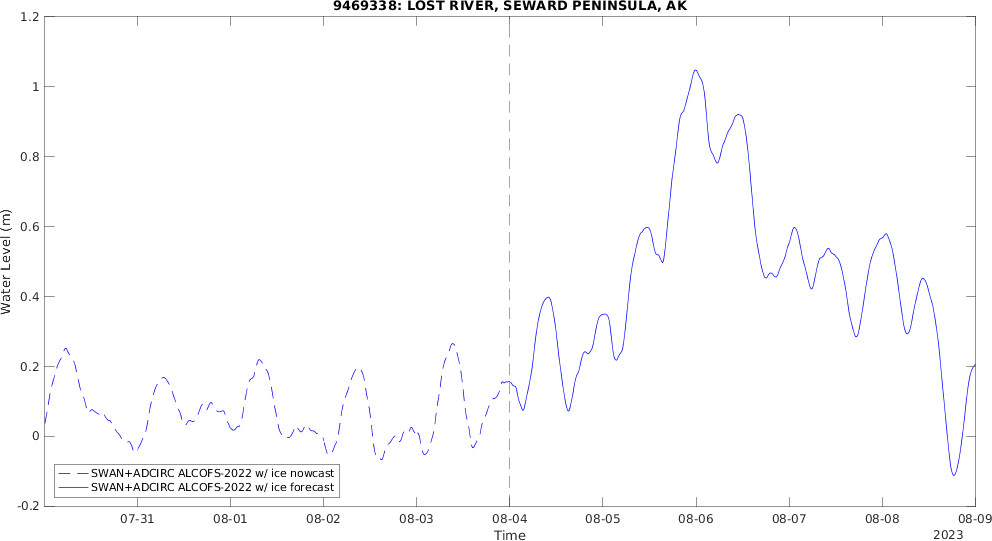 9469338: LOST RIVER, SEWARD PENINSULA, AK
1.2
1
0.8
0.6
0.4
0.2
0
-0.2
Water Level (m)
SWAN+ADCIRC ALCOFS-2022 w/ ice nowcast
SWAN+ADCIRC ALCOFS-2022 w/ ice forecast
07-31 08-01 08-02 08-03 08-04 08-05 08-06 08-07 08-08 08-09
Time
2023